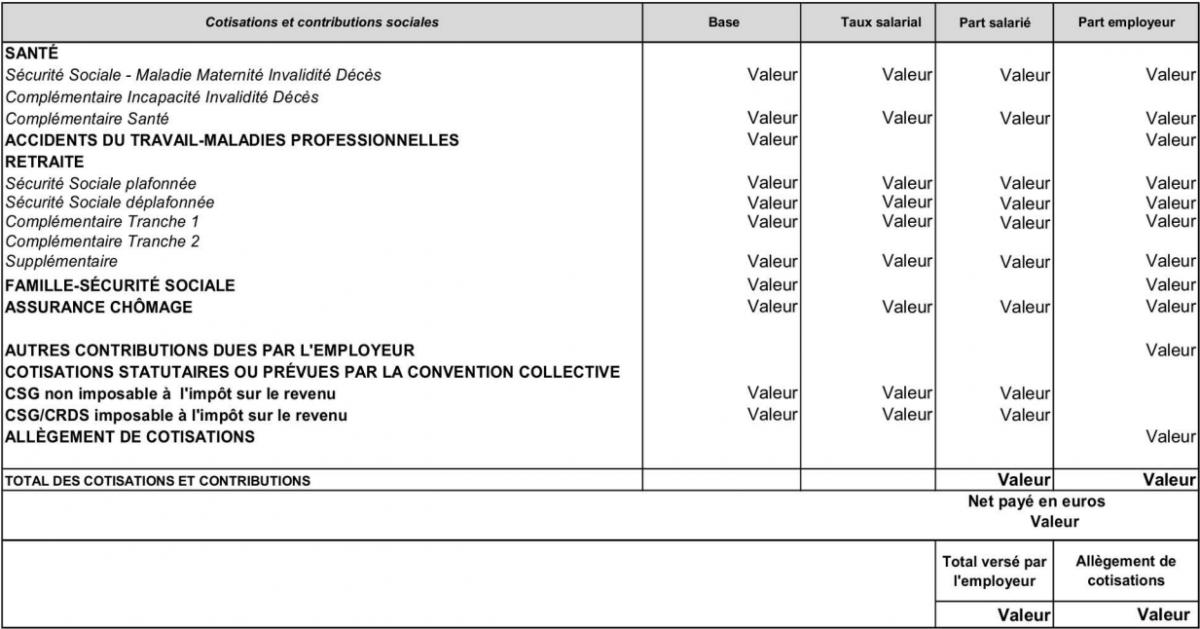 Cotisations et contributions sociales Base Taux salarial Part salarié Part employeur
SANTÉ
Sécurité Sociale - Maladie Maternité Invalidité Décès Valeur Valeur Valeur Valeur
Complémentaire Incapacité Invalidité Décès
Complémentaire Santé Valeur Valeur Valeur Valeur
ACCIDENTS DU TRAVAIL-MALADIES PROFESSIONNELLES Valeur Valeur
RETRAITE
Sécurité Sociale plafonnée Valeur Valeur Valeur Valeur
Sécurité Sociale déplafonnée Valeur Valeur Valeur Valeur
Complémentaire Tranche 1 Valeur Valeur Valeur Valeur
Complémentaire Tranche 2
Supplémentaire Valeur Valeur Valeur Valeur
FAMILLE-SÉCURITÉ SOCIALE Valeur Valeur
ASSURANCE CHÔMAGE Valeur Valeur Valeur Valeur
AUTRES CONTRIBUTIONS DUES PAR L'EMPLOYEUR Valeur
COTISATIONS STATUTAIRES OU PRÉVUES PAR LA CONVENTION COLLECTIVE
CSG non imposable à l'impôt sur le revenu Valeur Valeur Valeur
CSG/CRDS imposable à l'impôt sur le revenu Valeur Valeur Valeur
ALLÈGEMENT DE COTISATIONS Valeur
TOTAL DES COTISATIONS ET CONTRIBUTIONS Valeur Valeur
Net payé en euros
Valeur
Total versé par
l'employeur
Allègement de
cotisations
Valeur Valeur